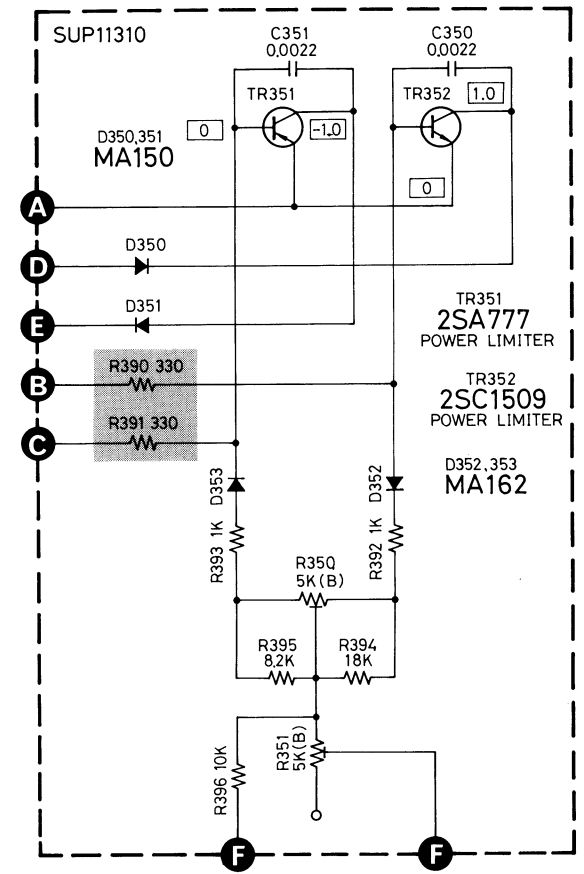 SUP11310
C351
0.0022
C350
0.0022
TR351
TR352
1.0
0
-1.0
D350,351
MA150
0
A
D350
D
D351
E
TR351
2SA777
POWER LIMITER
R390 330
B
TR352
2SC1509
POWER LIMITER
R391 330
C
D352,353
MA162
D353
D352
R393 1K
R392 1K
R350
5K(B)
R395
8.2K
R394
18K
R351
5K(B)
R396 10K
F
F